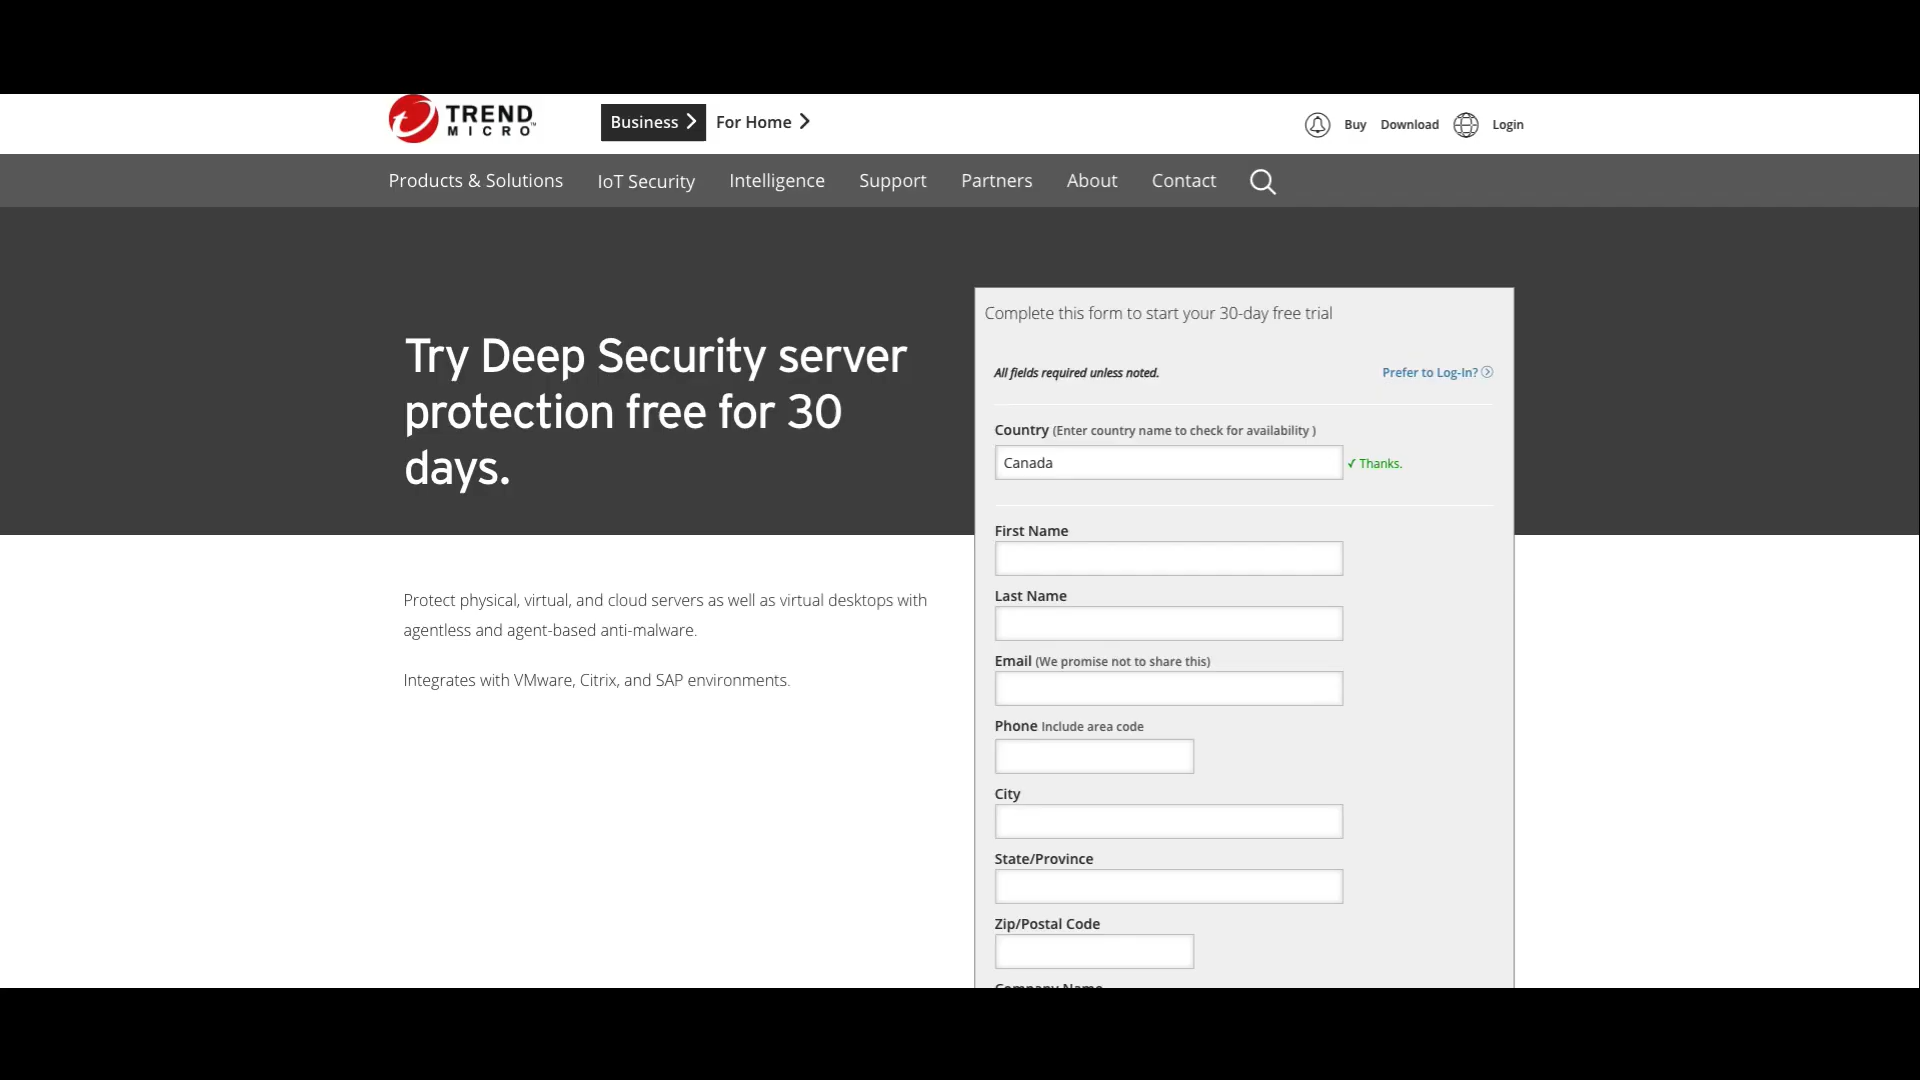 TREND
MICRO™
Business
For Home
Buy
Download
Login
Products & Solutions
IoT Security
Intelligence
Support
Partners
About
Contact
Try Deep Security server
protection free for 30
days.
Protect physical, virtual, and cloud servers as well as virtual desktops with
agentless and agent-based anti-malware.
Integrates with VMware, Citrix, and SAP environments.
Complete this form to start your 30-day free trial
All fields required unless noted.
Prefer to Log-In?
Country (Enter country name to check for availability )
Canada
✓ Thanks.
First Name
Last Name
Email (We promise not to share this)
Phone Include area code
City
State/Province
Zip/Postal Code
Company Name